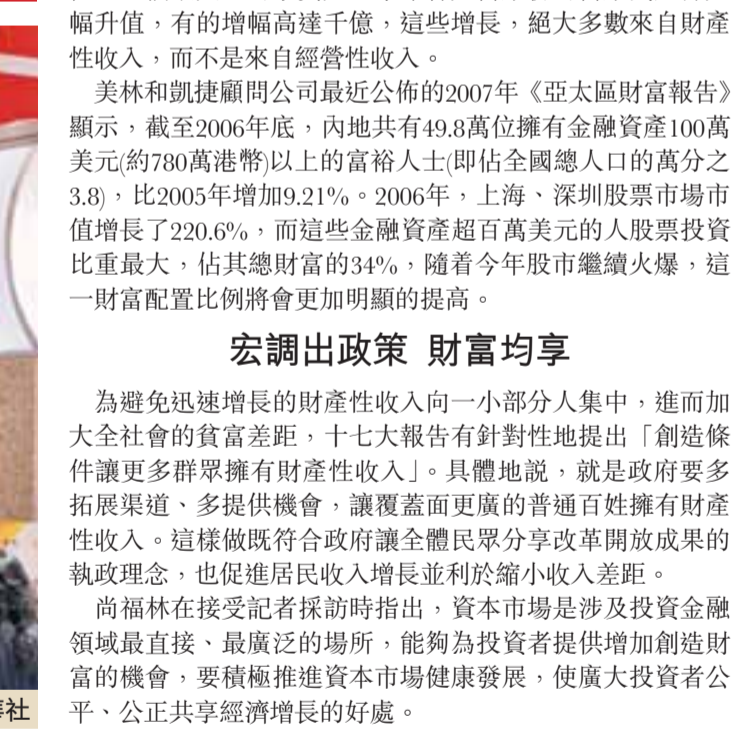 幅升值，有的增幅高達千億，這些增長，絕大多數來自財產
性收入，而不是來自經營性收入。
美林和凱捷顧問公司最近公佈的2007年《亞太區財富報告》
顯示，截至2006年底，內地共有49.8萬位擁有金融資產100萬
美元(約780萬港幣)以上的富裕人士(即佔全國總人口的萬分之
3.8)，比2005年增加9.21%。2006年，上海、深圳股票市場市
值增長了220.6%，而這些金融資產超百萬美元的人股票投資
比重最大，佔其總財富的34%，隨着今年股市繼續火爆，這
一財富配置比例將會更加明顯的提高。
宏調出政策 財富均享
為避免迅速增長的財產性收入向一小部分人集中，進而加
大全社會的貧富差距，十七大報告有針對性地提出「創造條
件讓更多群眾擁有財產性收入」。具體地説，就是政府要多
拓展渠道、多提供機會，讓覆蓋面更廣的普通百姓擁有財產
性收入。這樣做既符合政府讓全體民眾分享改革開放成果的
執政理念，也促進居民收入增長並利於縮小收入差距。
尚福林在接受記者採訪時指出，資本市場是涉及投資金融
領域最直接、最廣泛的場所，能夠為投資者提供增加創造財
富的機會，要積極推進資本市場健康發展，使廣大投資者公
平、公正共享經濟增長的好處。
社